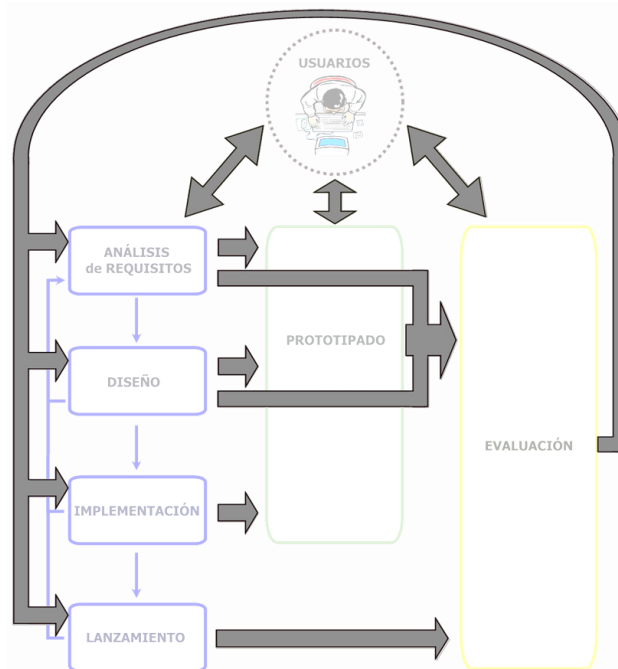 USUARIOS
ANÁLISIS
de REQUISITOS
PROTOTIPADO
DISEÑO
EVALUACIÓN
IMPLEMENTACIÓN
LANZAMIENTO